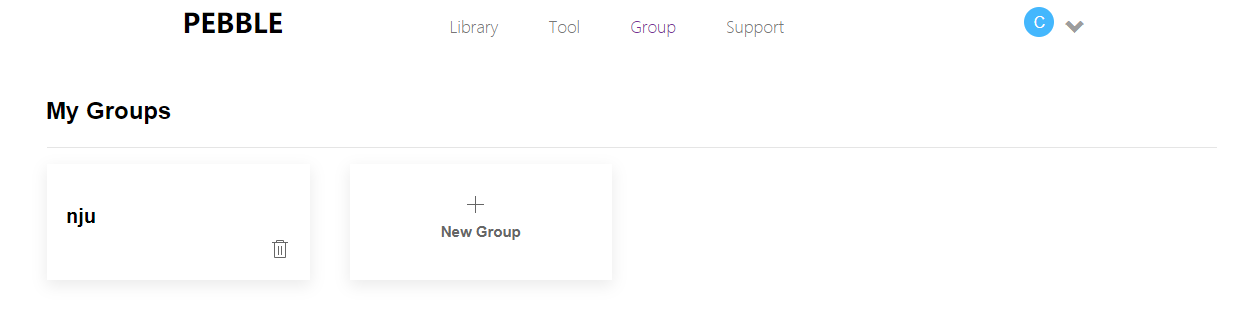 PEBBLE Library Tool Group Support C
My Groups
nju
New Group